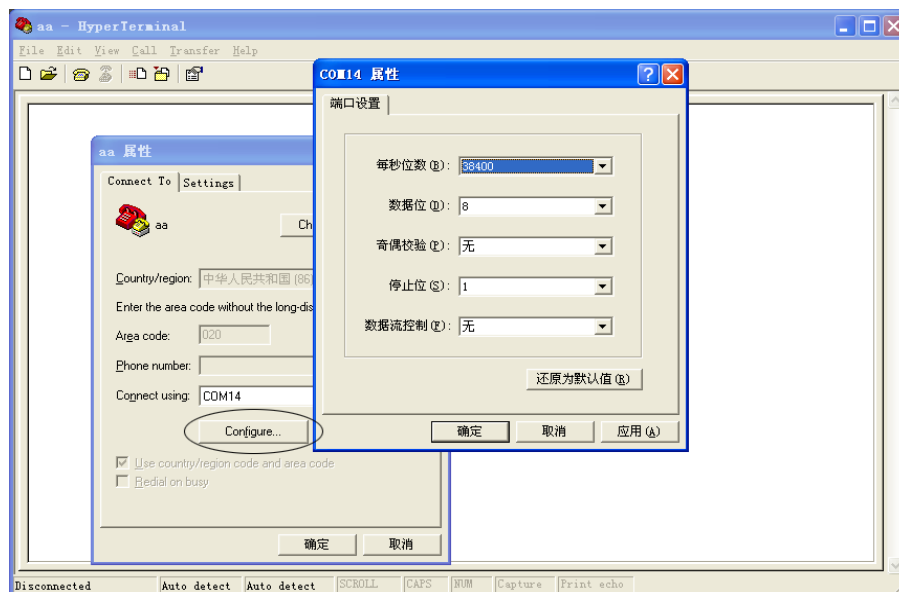 aa - HyperTerminal
File Edit View Call Transfer Help
COM14 属性
端口设置
每秒位数(B): 38400
数据位(D): 8
奇偶校验(P): 无
停止位(S): 1
数据流控制(F): 无
还原为默认值(R)
确定 取消 应用(A)
aa 属性
Connect To Settings
aa Ch
Country/region: 中华人民共和国 (86)
Enter the area code without the long-dis
Area code: 020
Phone number:
Connect using: COM14
Configure...
Use country/region code and area code
Redial on busy
确定 取消
Disconnected Auto detect Auto detect SCROLL CAPS NUM Capture Print echo